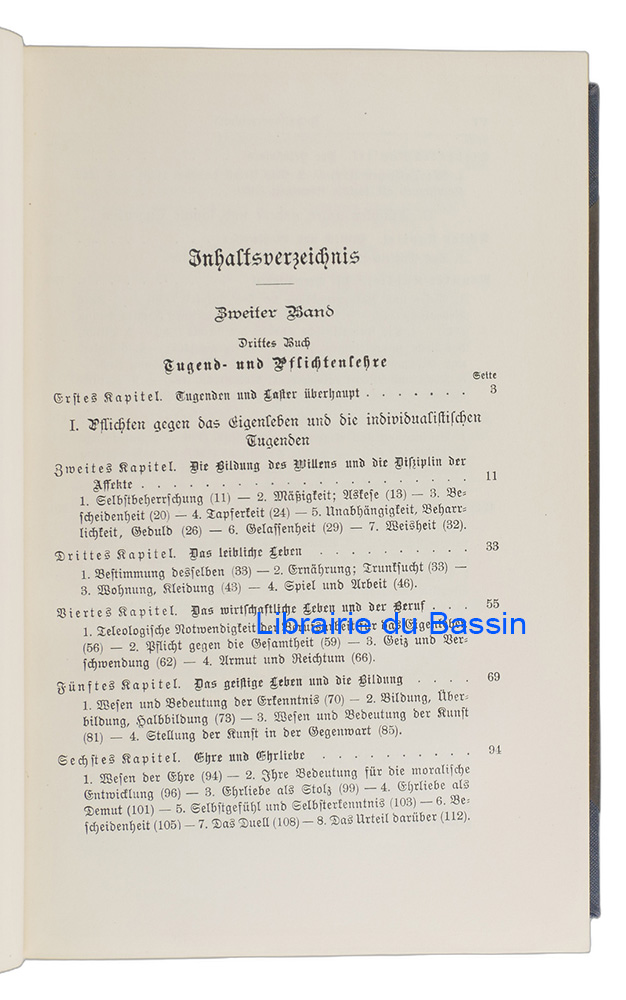 Inhaltsverzeichnis
Zweiter Band
Drittes Buch
Tugend- und Pflichtenlehre
Seite
Erstes Kapitel. Tugenden und Laster überhaupt . . . . . . . 3
I. Pflichten gegen das Eigenleben und die individualistischen
Tugenden
Zweites Kapitel. Die Bildung des Willens und die Disziplin der
Affekte . . . . . . . . . . . . . . . . . . 11
1. Selbstbeherrschung (11) — 2. Mäßigkeit; Askese (13) — 3. Be-
scheidenheit (20) — 4. Tapferkeit (24) — 5. Unabhängigkeit, Beharr-
lichkeit, Geduld (26) — 6. Gelassenheit (29) — 7. Weisheit (32).
Drittes Kapitel. Das leibliche Leben . . . . . . . . . . 33
1. Bestimmung desselben (33) — 2. Ernährung; Trunksucht (33) —
3. Wohnung, Kleidung (43) — 4. Spiel und Arbeit (46).
Viertes Kapitel. Das wirtschaftliche Leben und der Beruf . . . 55
1. Teleologische Notwendigkeit der Berufsarbeit für das Eigenleben
Librairie du Bassin
(56) — 2. Pflicht gegen die Gesamtheit (59) — 3. Geiz und Ver-
schwendung (62) — 4. Armut und Reichtum (66).
Fünftes Kapitel. Das geistige Leben und die Bildung . . . . 69
1. Wesen und Bedeutung der Erkenntnis (70) — 2. Bildung, Über-
bildung, Halbbildung (73) — 3. Wesen und Bedeutung der Kunst
(81) — 4. Stellung der Kunst in der Gegenwart (85).
Sechstes Kapitel. Ehre und Ehrliebe . . . . . . . . . . 94
1. Wesen der Ehre (94) — 2. Ihre Bedeutung für die moralische
Entwicklung (96) — 3. Ehrliebe als Stolz (99) — 4. Ehrliebe als
Demut (101) — 5. Selbstgefühl und Selbsterkenntnis (103) — 6. Be-
scheidenheit (105) — 7. Das Duell (108) — 8. Das Urteil darüber (112).